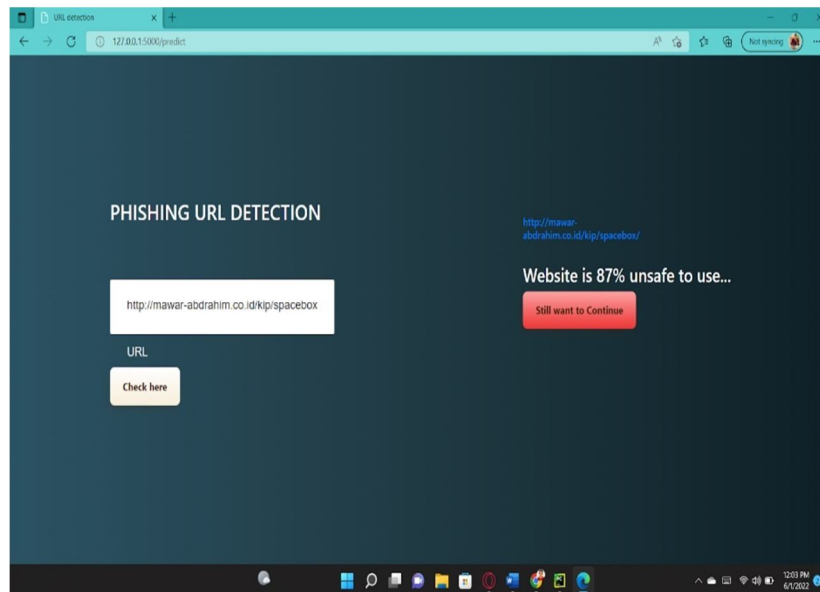 URL detection
127.0.0.1:5000/predict
Not syncing
PHISHING URL DETECTION
http://mawar-abdrahim.co.id/kip/spacebox
URL
Check here
http://mawar-
abdrahim.co.id/kip/spacebox/
Website is 87% unsafe to use...
Still want to Continue
12:03 PM
6/1/2022